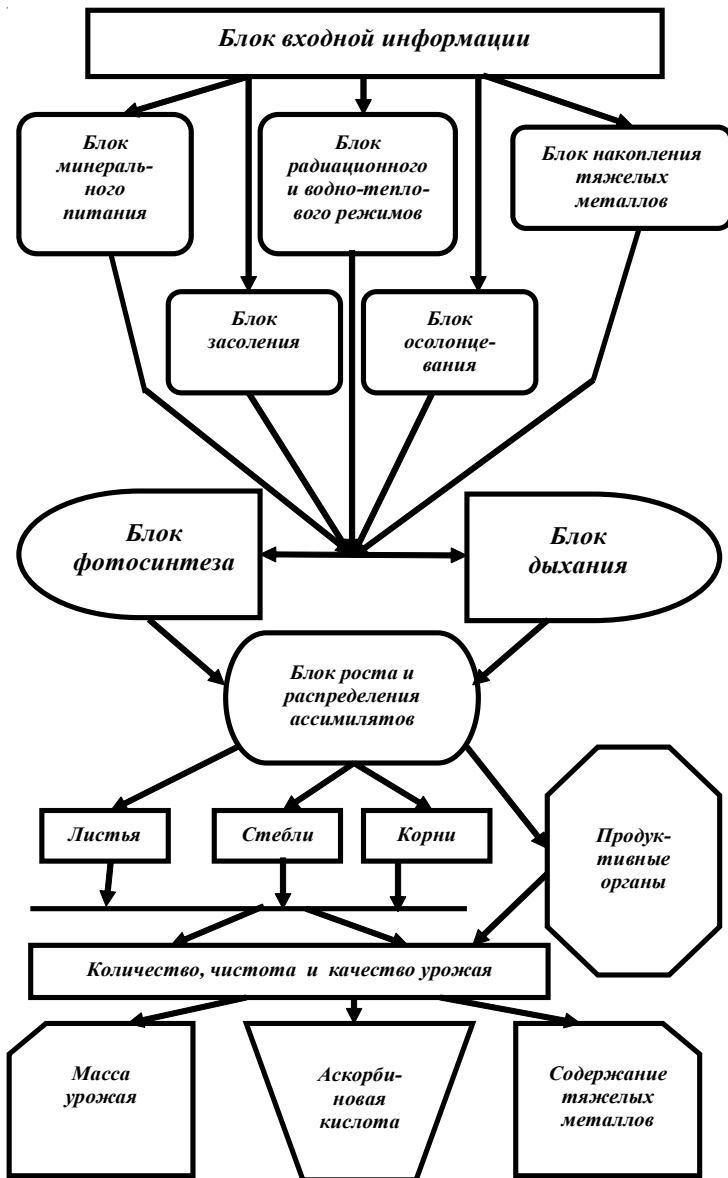 Блок входной информации
Блок
минераль-
ного
питания
Блок
радиационного
и водно-тепло-
вого режимов
Блок накопления
тяжелых
металлов
Блок
засоления
Блок
осолонце-
вания
Блок
фотосинтеза
Блок
дыхания
Блок роста и
распределения
ассимилятов
Листья
Стебли
Корни
Продук-
тивные
органы
Количество, чистота и качество урожая
Масса
урожая
Аскорби-
новая
кислота
Содержание
тяжелых
металлов